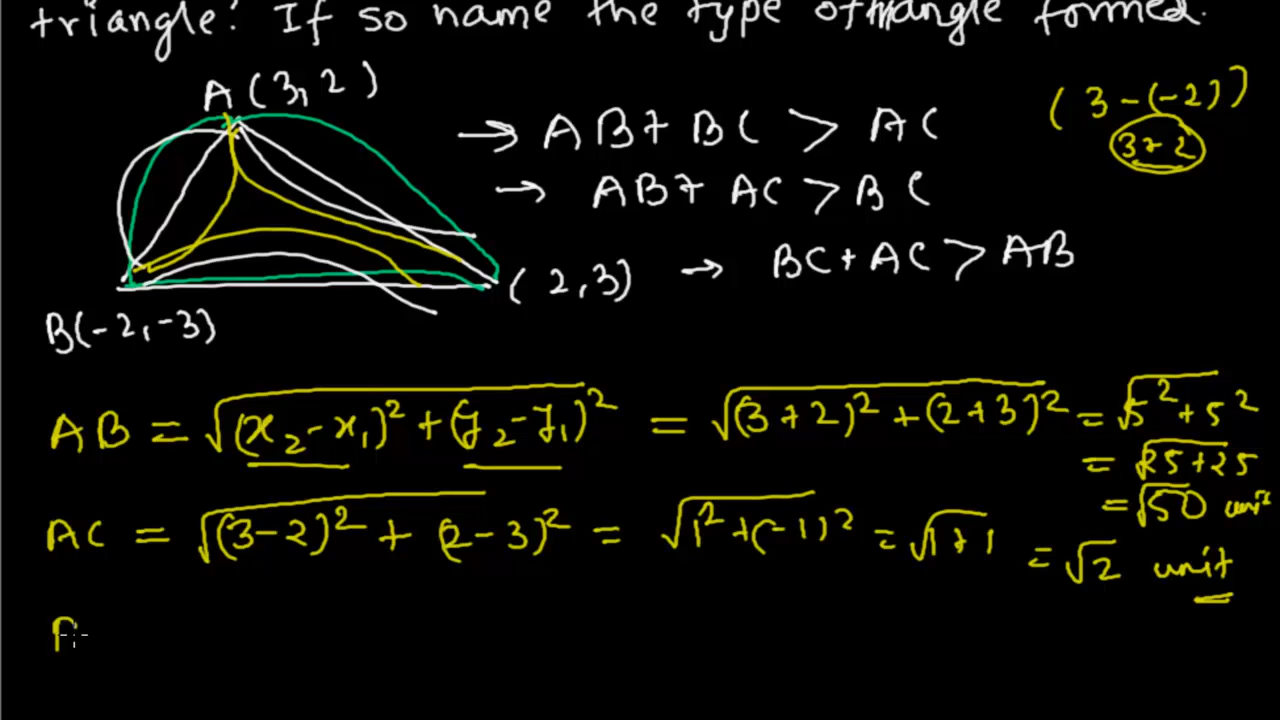 triangle? If so name the type of triangle formed.
A (3, 2)
(3-(-2))
3+2
→ AB+BC > AC
→ AB+ AC > BC
→ BC+AC > AB
(2,3)
B(-2,-3)
AB = √(x₂-x₁)² + (y₂-y₁)² = √(3+2)² + (2+3)² = √5² + 5²
= √25+25
= √50 unit
AC = √(3-2)² + (2-3)² = √1² + (-1)² = √1+1 = √2 unit